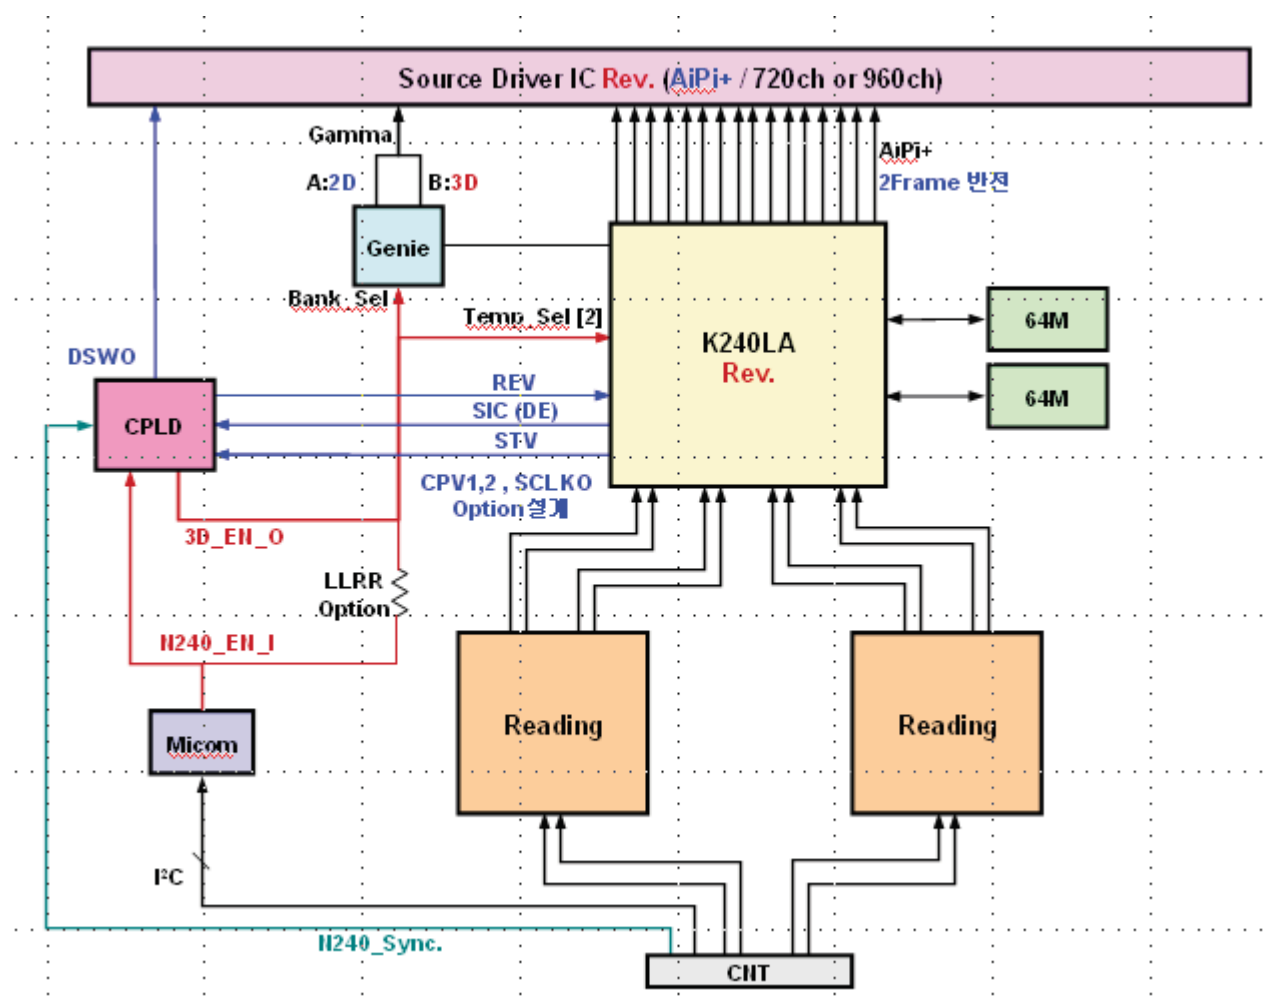 Source Driver IC Rev. (AiPi+ / 720ch or 960ch)
Gamma
A:2D
B:3D
AiPi+
2Frame 반전
Genie
Bank_Sel
Temp_Sel [2]
K240LA
Rev.
64M
64M
DSWO
CPLD
REV
SIC (DE)
STV
CPV1,2 , SCLKO
Option설계
3D_EN_O
LLRR
Option
N240_EN_I
Micom
Reading
Reading
I²C
N240_Sync.
CNT